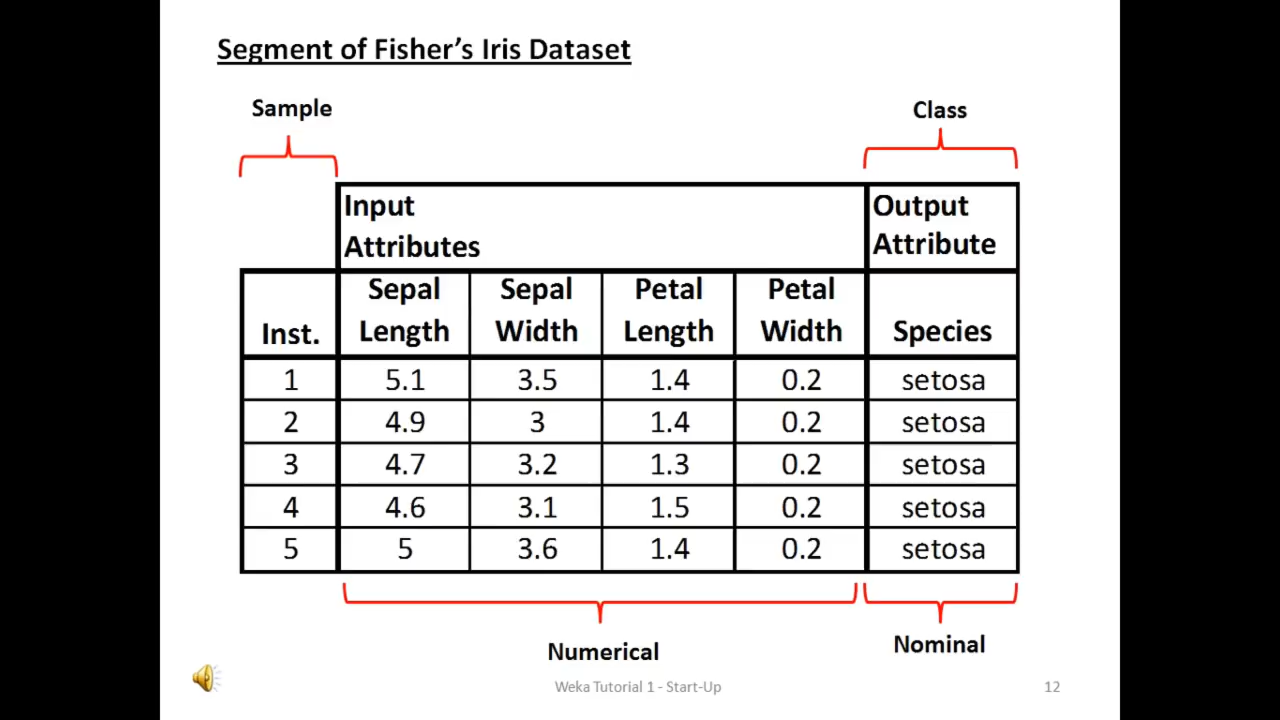 Segment of Fisher's Iris Dataset
Sample
Class
Input
Attributes
Output
Attribute
Inst.
Sepal
Length
Sepal
Width
Petal
Length
Petal
Width
Species
1 5.1 3.5 1.4 0.2 setosa
2 4.9 3 1.4 0.2 setosa
3 4.7 3.2 1.3 0.2 setosa
4 4.6 3.1 1.5 0.2 setosa
5 5 3.6 1.4 0.2 setosa
Numerical
Nominal
Weka Tutorial 1 - Start-Up
12